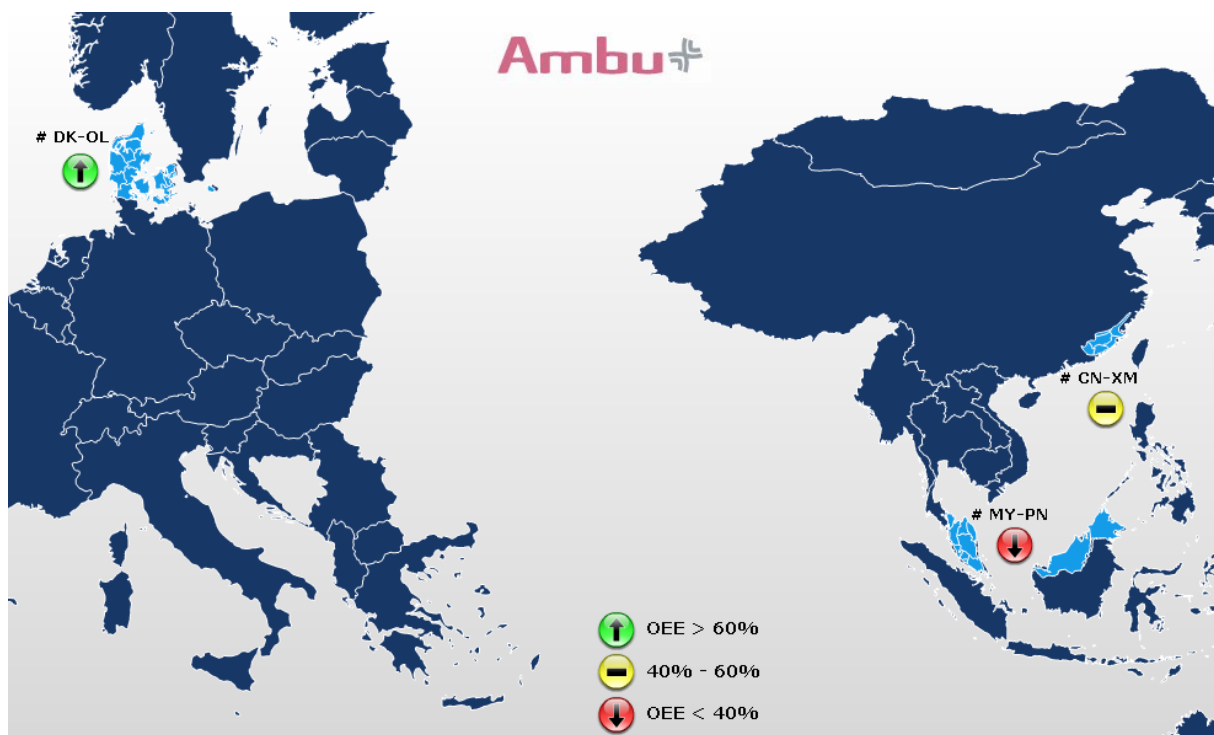 Ambu
# DK-OL
# CN-XM
# MY-PN
OEE > 60%
40% - 60%
OEE < 40%